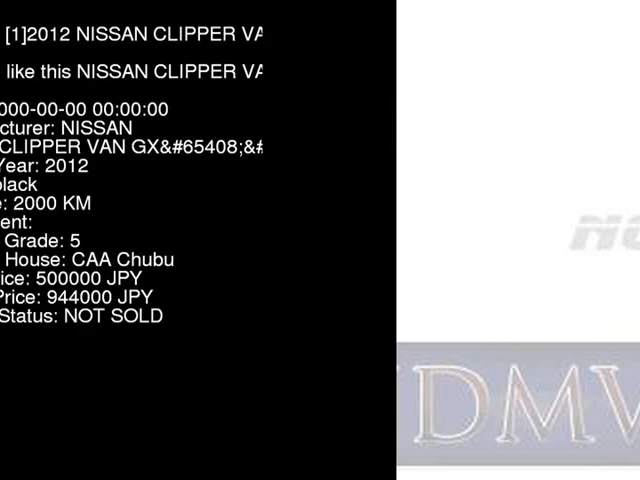 [1]2012 NISSAN CLIPPER VA
like this NISSAN CLIPPER VA
000-00-00 00:00:00
cturer: NISSAN
CLIPPER VAN GX&#65408;&#
Year: 2012
black
e: 2000 KM
ent:
Grade: 5
House: CAA Chubu
ice: 500000 JPY
Price: 944000 JPY
Status: NOT SOLD
NO
DMV